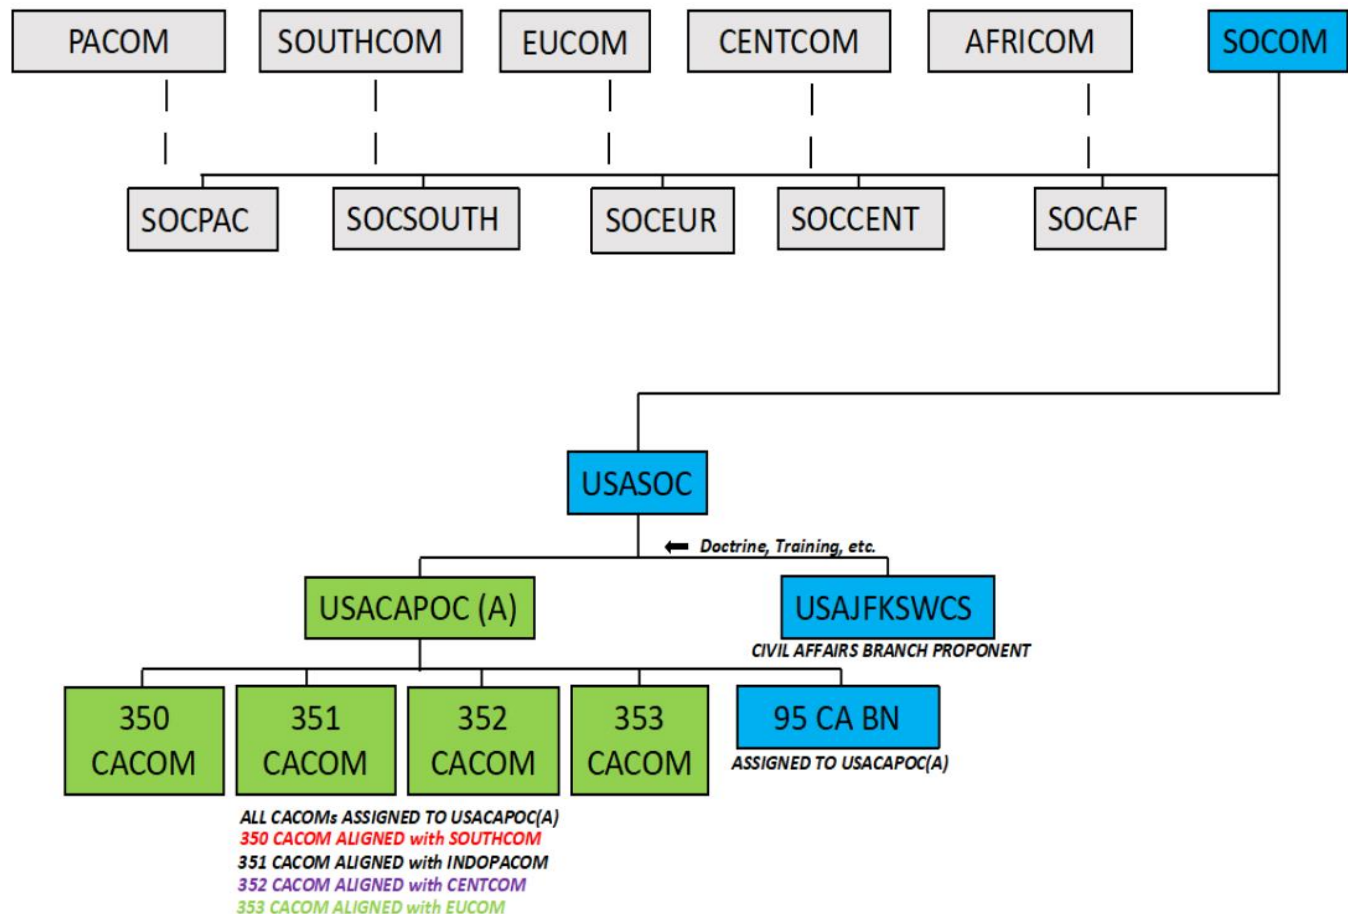 PACOM
SOUTHCOM
EUCOM
CENTCOM
AFRICOM
SOCOM
SOCPAC
SOCSOUTH
SOCEUR
SOCCENT
SOCAF
USASOC
Doctrine, Training, etc.
USACAPOC (A)
USAJFKSWCS
CIVIL AFFAIRS BRANCH PROPONENT
350
CACOM
351
CACOM
352
CACOM
353
CACOM
95 CA BN
ASSIGNED TO USACAPOC(A)
ALL CACOMs ASSIGNED TO USACAPOC(A)
350 CACOM ALIGNED with SOUTHCOM
351 CACOM ALIGNED with INDOPACOM
352 CACOM ALIGNED with CENTCOM
353 CACOM ALIGNED with EUCOM